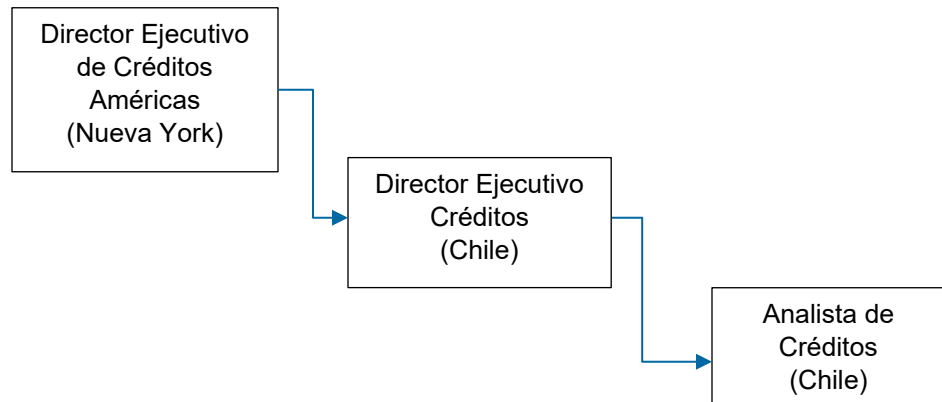 Director Ejecutivo
de Créditos
Américas
(Nueva York)
Director Ejecutivo
Créditos
(Chile)
Analista de
Créditos
(Chile)